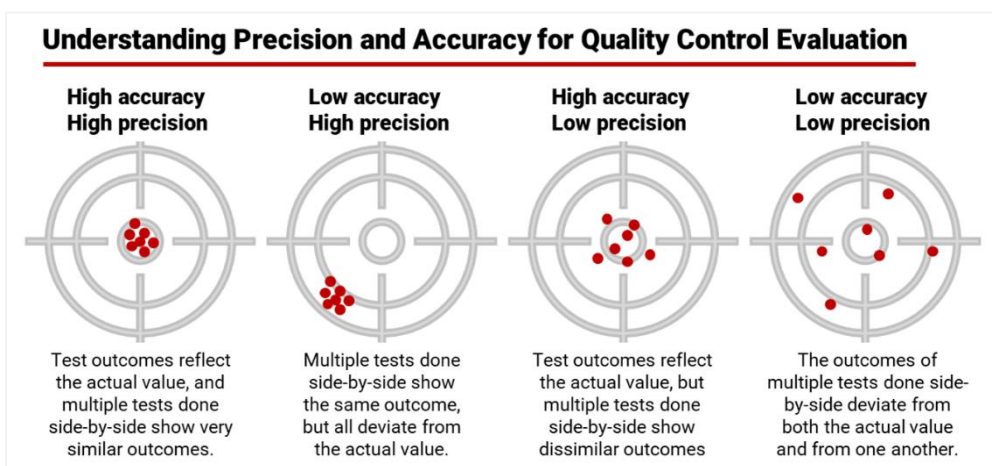 Understanding Precision and Accuracy for Quality Control Evaluation
High accuracy
High precision
Test outcomes reflect
the actual value, and
multiple tests done
side-by-side show very
similar outcomes.
Low accuracy
High precision
Multiple tests done
side-by-side show
the same outcome,
but all deviate from
the actual value.
High accuracy
Low precision
Test outcomes reflect
the actual value, but
multiple tests done
side-by-side show
dissimilar outcomes
Low accuracy
Low precision
The outcomes of
multiple tests done side-
by-side deviate from
both the actual value
and from one another.